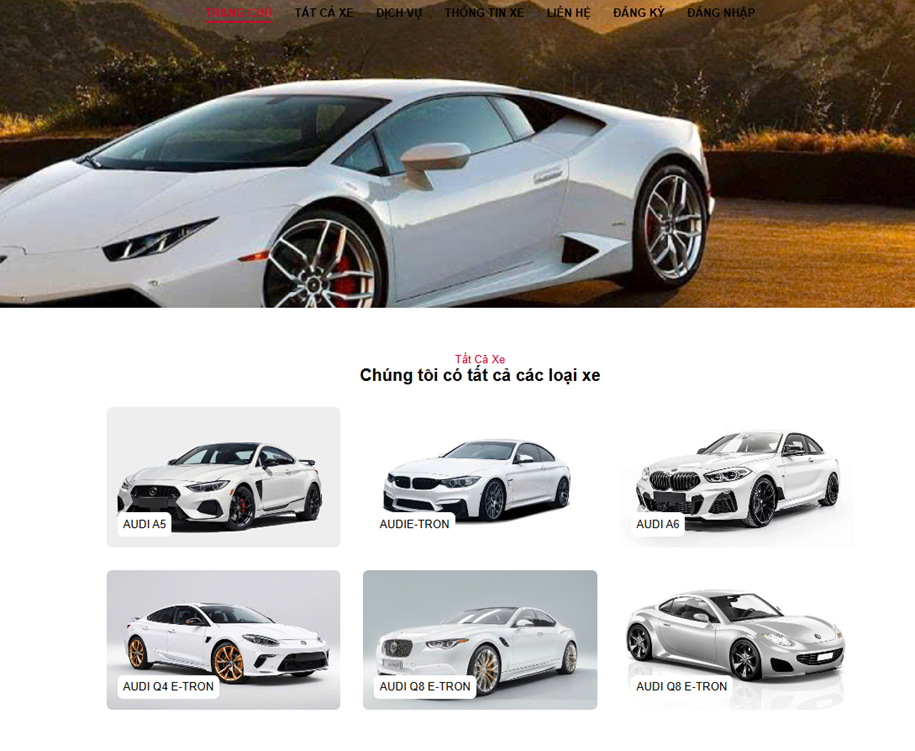 TRANG CHỦ TẤT CẢ XE DỊCH VỤ THÔNG TIN XE LIÊN HỆ ĐĂNG KÝ ĐĂNG NHẬP
Tất Cả Xe
Chúng tôi có tất cả các loại xe
AUDI A5 AUDIE-TRON AUDI A6
AUDI Q4 E-TRON AUDI Q8 E-TRON AUDI Q8 E-TRON